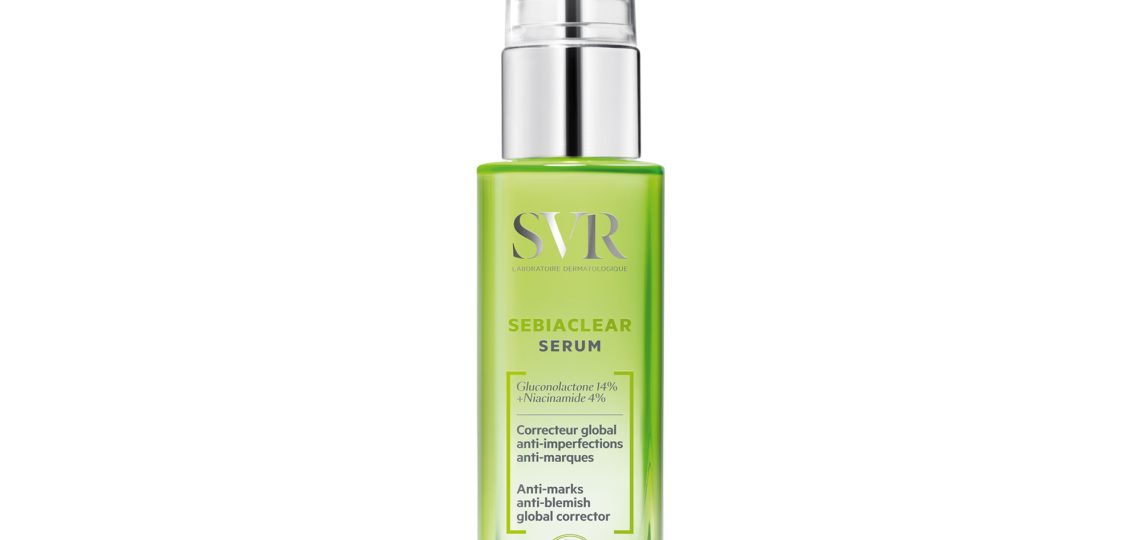 SVR
LABORATOIRE DERMATOLOGIQUE
SEBIACLEAR
SERUM
Gluconolactone 14%
+Niacinamide 4%
Correcteur global
anti-imperfections
anti-marques
Anti-marks
anti-blemish
global corrector